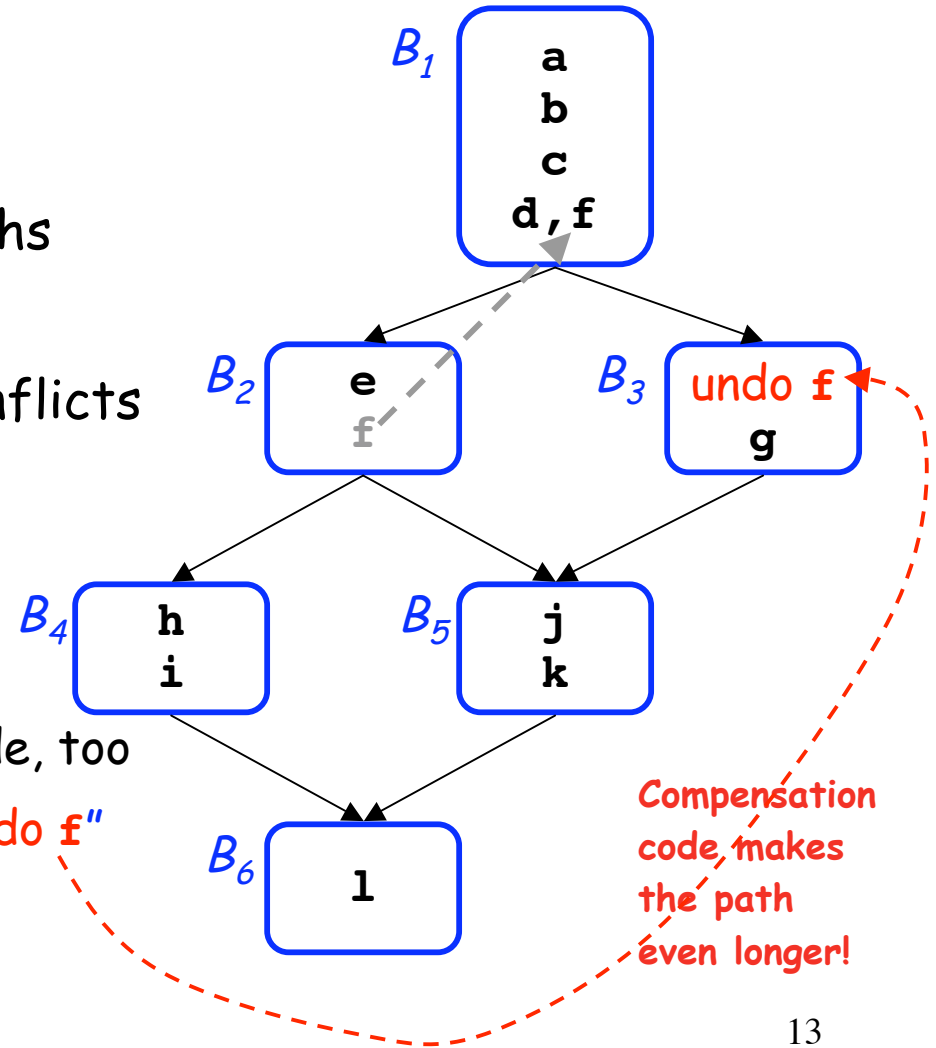 B1
a
b
c
d,f
hs
B2
e
f
B3
undo f
g
nflicts
B4
h
i
B5
j
k
le, too
do f"
B6
l
Compensation
code makes
the path
even longer!
13